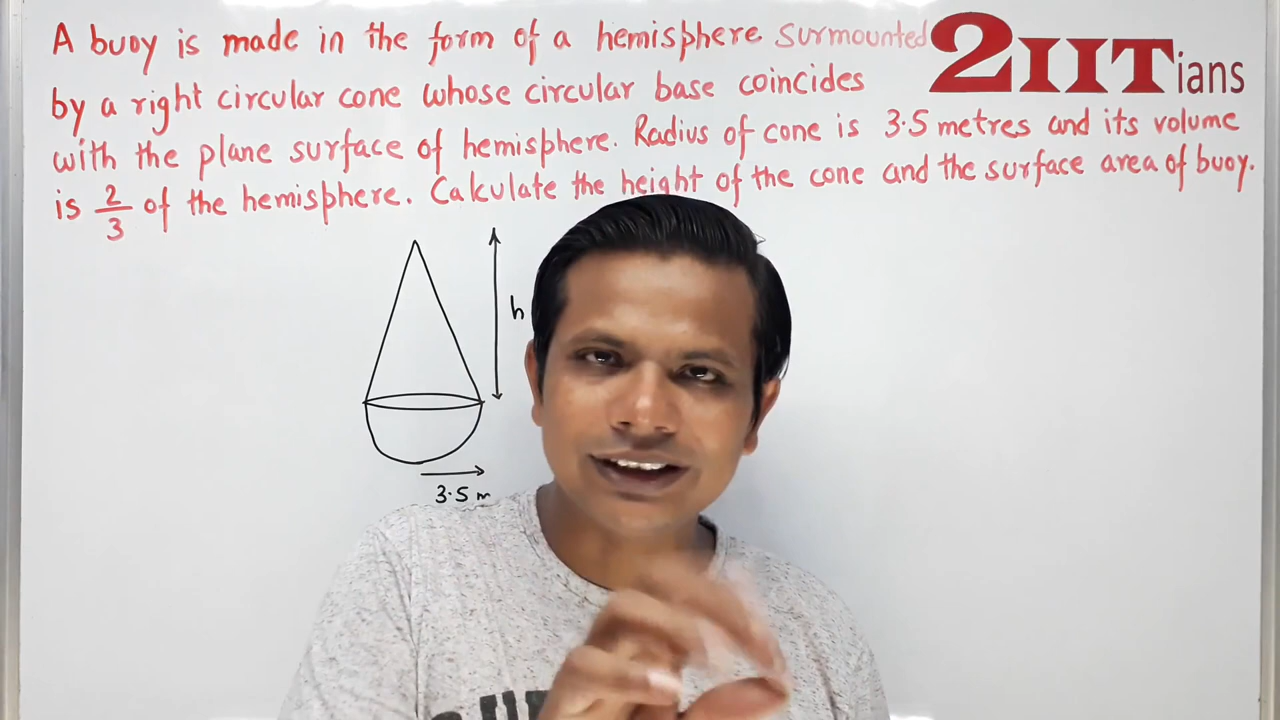 A buoy is made in the form of a hemisphere surmounted
by a right circular cone whose circular base coincides
with the plane surface of hemisphere. Radius of cone is 3.5 metres and its volume
is 2/3 of the hemisphere. Calculate the height of the cone and the surface area of buoy.
2IITians
h
3.5 m